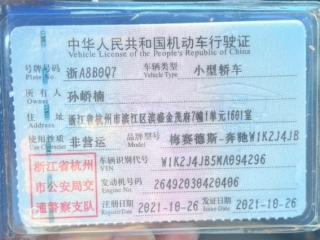 中华人民共和国机动车行驶证
Vehicle License of the People's Republic of China
号牌号码 浙A8B0Q7 车辆类型 小型轿车
Plate No. Vehicle Type
所有人 孙峤楠
Owner
住址 浙江省杭州市滨江区滨盛金茂府7幢1单元1601室
Address
使用性质 非营运 品牌型号 梅赛德斯-奔驰W1K2J4JB
Use Character Model
浙江省杭州市公安局交通警察支队
车辆识别代号 W1K2J4JB5MA094296
VIN
发动机号码 26492030420406
Engine No.
注册日期 2021-10-26 发证日期 2021-10-26
Register Date Issue Date